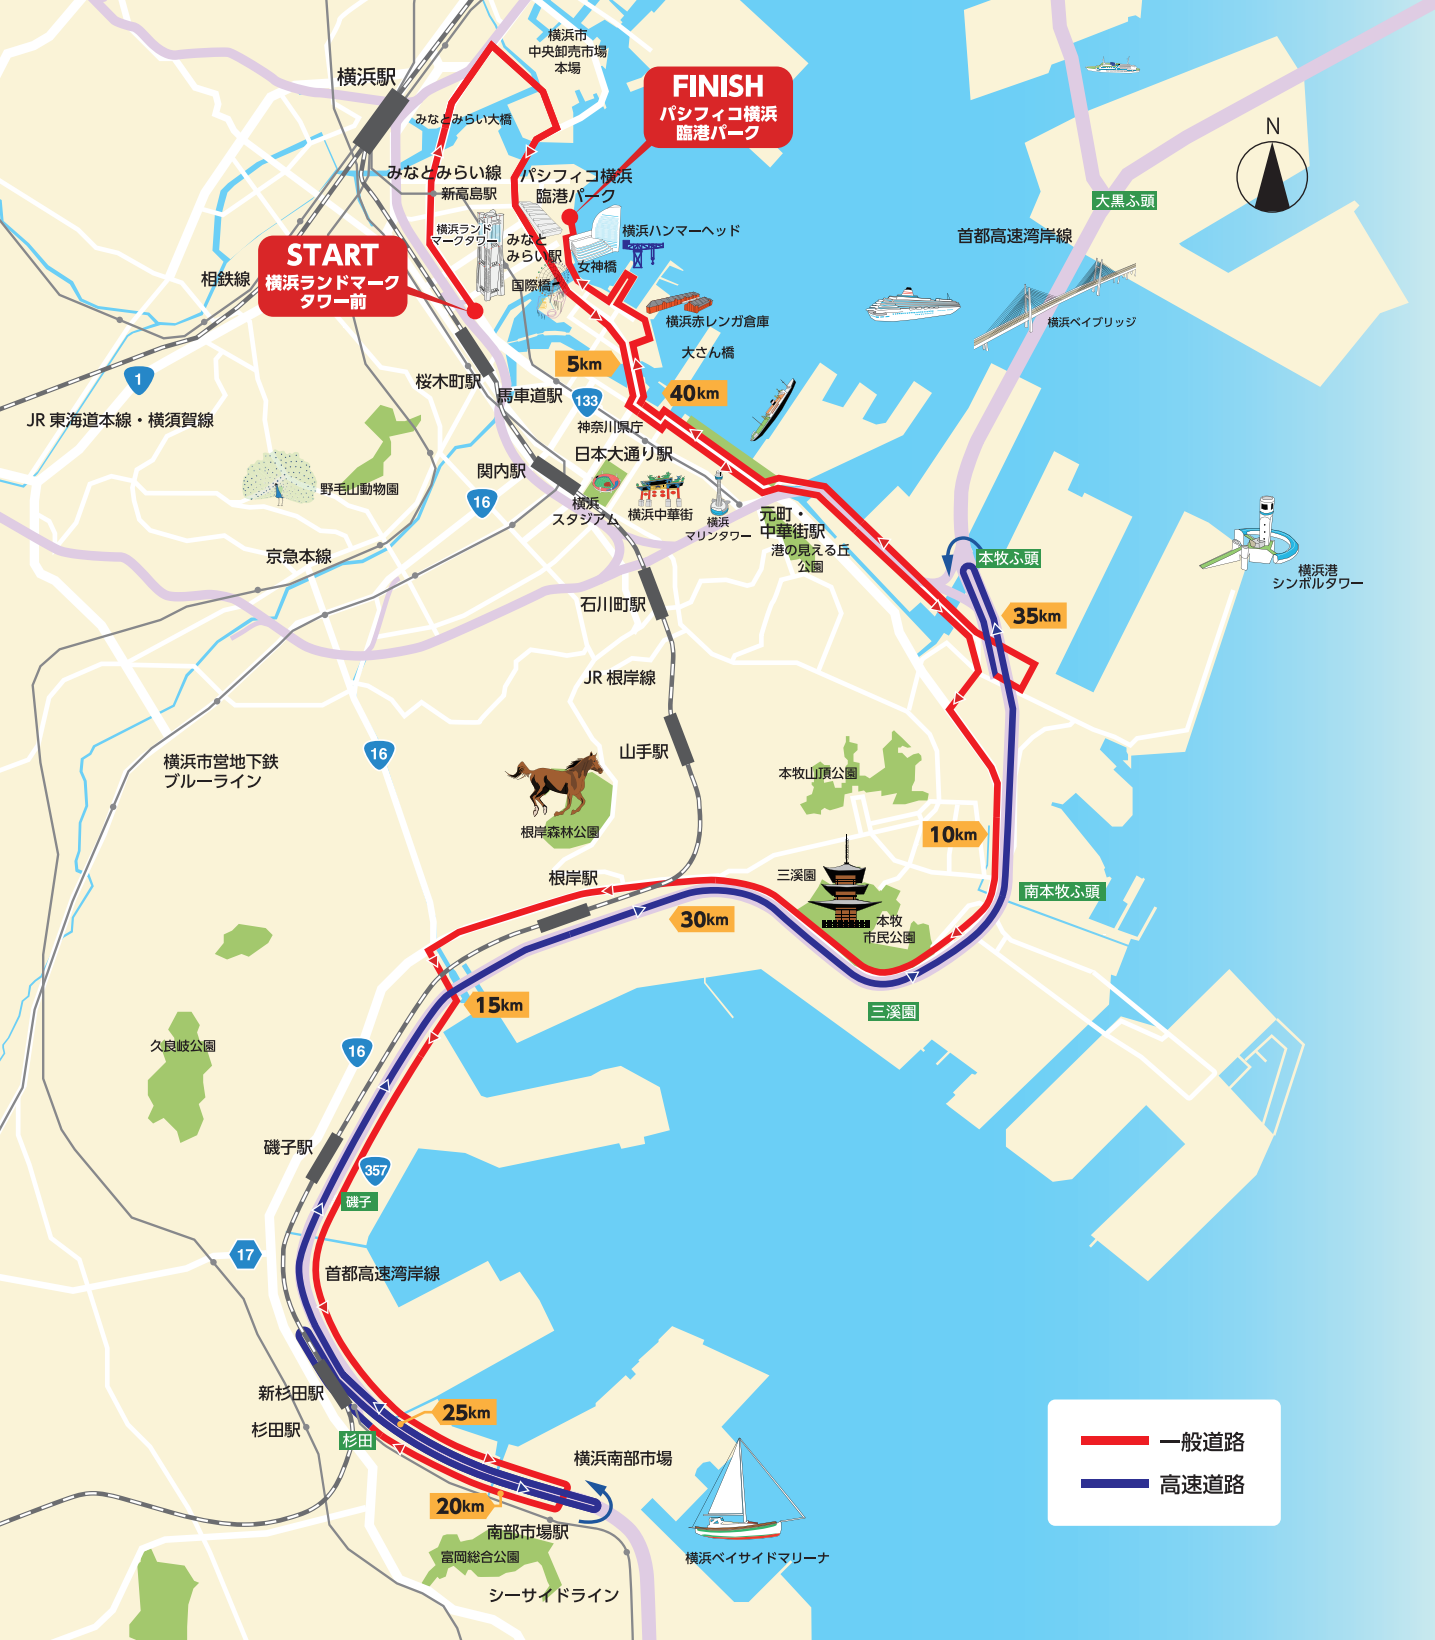 横浜市
中央卸売市場
本場
横浜駅
FINISH
パシフィコ横浜
臨港パーク
みなとみらい大橋
N
みなとみらい線
新高島駅
パシフィコ横浜
臨港パーク
大黒ふ頭
横浜ランド
マークタワー
みなと
みらい駅
横浜ハンマーヘッド
首都高速湾岸線
START
横浜ランドマーク
タワー前
相鉄線
女神橋
国際橋
横浜赤レンガ倉庫
横浜ベイブリッジ
大さん橋
5km
1
桜木町駅
馬車道駅
133
40km
JR 東海道本線・横須賀線
神奈川県庁
日本大通り駅
関内駅
野毛山動物園
16
横浜
スタジアム
横浜中華街
横浜
マリンタワー
元町・
中華街駅
港の見える丘
公園
京急本線
本牧ふ頭
横浜港
シンボルタワー
石川町駅
35km
JR 根岸線
山手駅
横浜市営地下鉄
ブルーライン
16
本牧山頂公園
根岸森林公園
10km
根岸駅
三溪園
南本牧ふ頭
30km
本牧
市民公園
15km
三溪園
久良岐公園
16
磯子駅
357
磯子
17
首都高速湾岸線
新杉田駅
25km
杉田駅
杉田
横浜南部市場
一般道路
高速道路
20km
南部市場駅
富岡総合公園
横浜ベイサイドマリーナ
シーサイドライン